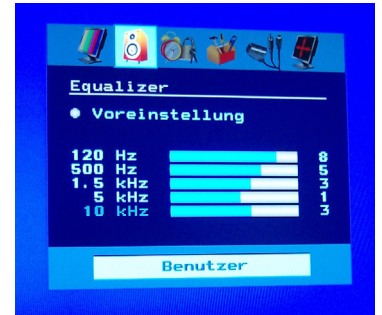 Equalizer
Voreinstellung
120 Hz 8
500 Hz 5
1.5 kHz 3
5 kHz 1
10 kHz 3
Benutzer